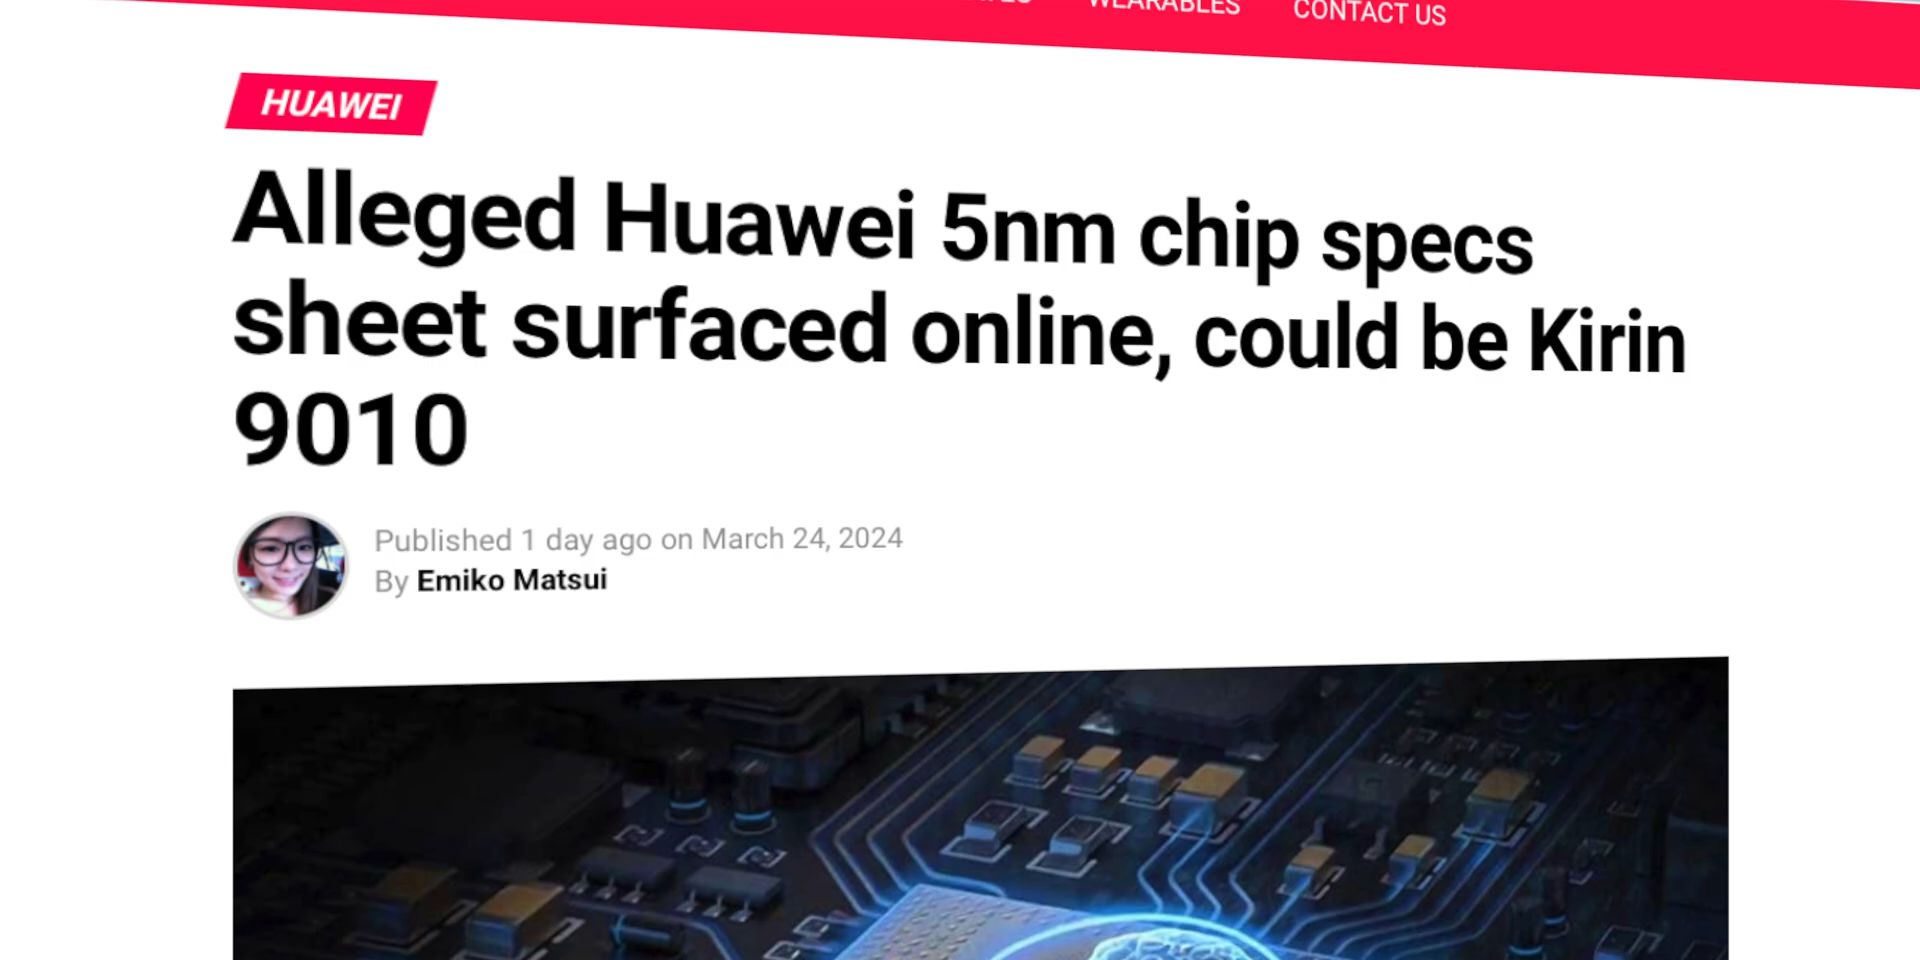 WEARABLES CONTACT US
HUAWEI
Alleged Huawei 5nm chip specs
sheet surfaced online, could be Kirin
9010
Published 1 day ago on March 24, 2024
By Emiko Matsui